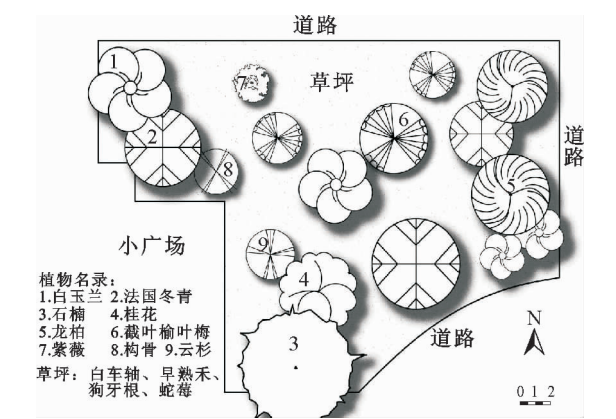 道路
1
7
草坪
6
道路
2
8
5
小广场
9
4
植物名录：
1.白玉兰 2.法国冬青
3.石楠 4.桂花
5.龙柏 6.截叶榆叶梅
7.紫薇 8.构骨 9.云杉
草坪：白车轴、早熟禾、
狗牙根、蛇莓
3
道路
N
0 1 2